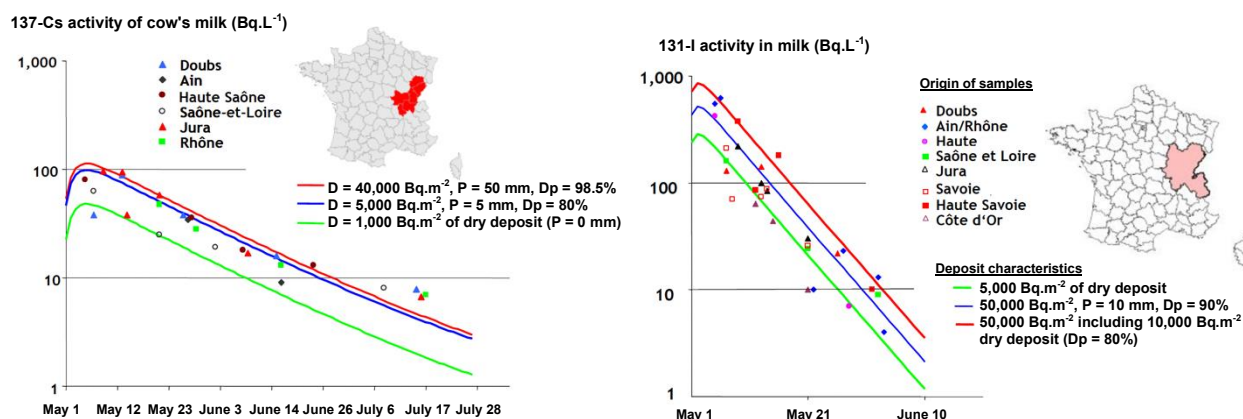 137-Cs activity of cow's milk (Bq.L-1)
1,000
100
10
1
Doubs
Ain
Haute Saône
Saône-et-Loire
Jura
Rhône
D = 40,000 Bq.m-2, P = 50 mm, Dp = 98.5%
D = 5,000 Bq.m-2, P = 5 mm, Dp = 80%
D = 1,000 Bq.m-2 of dry deposit (P = 0 mm)
May 1 May 12 May 23 June 3 June 14 June 26 July 6 July 17 July 28
131-I activity in milk (Bq.L-1)
1,000
100
10
1
Origin of samples
Doubs
Ain/Rhône
Haute
Saône et Loire
Jura
Savoie
Haute Savoie
Côte d'Or
Deposit characteristics
5,000 Bq.m-2 of dry deposit
50,000 Bq.m-2, P = 10 mm, Dp = 90%
50,000 Bq.m-2 including 10,000 Bq.m-2
dry deposit (Dp = 80%)
May 1 May 21 June 10